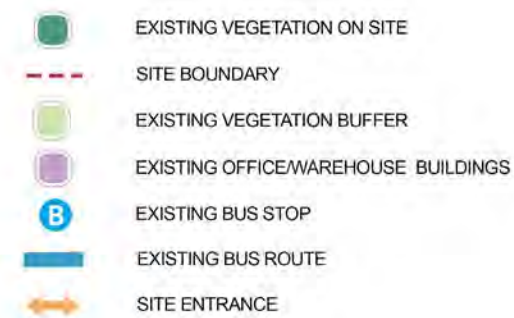 EXISTING VEGETATION ON SITE
SITE BOUNDARY
EXISTING VEGETATION BUFFER
EXISTING OFFICE/WAREHOUSE BUILDINGS
B EXISTING BUS STOP
EXISTING BUS ROUTE
SITE ENTRANCE